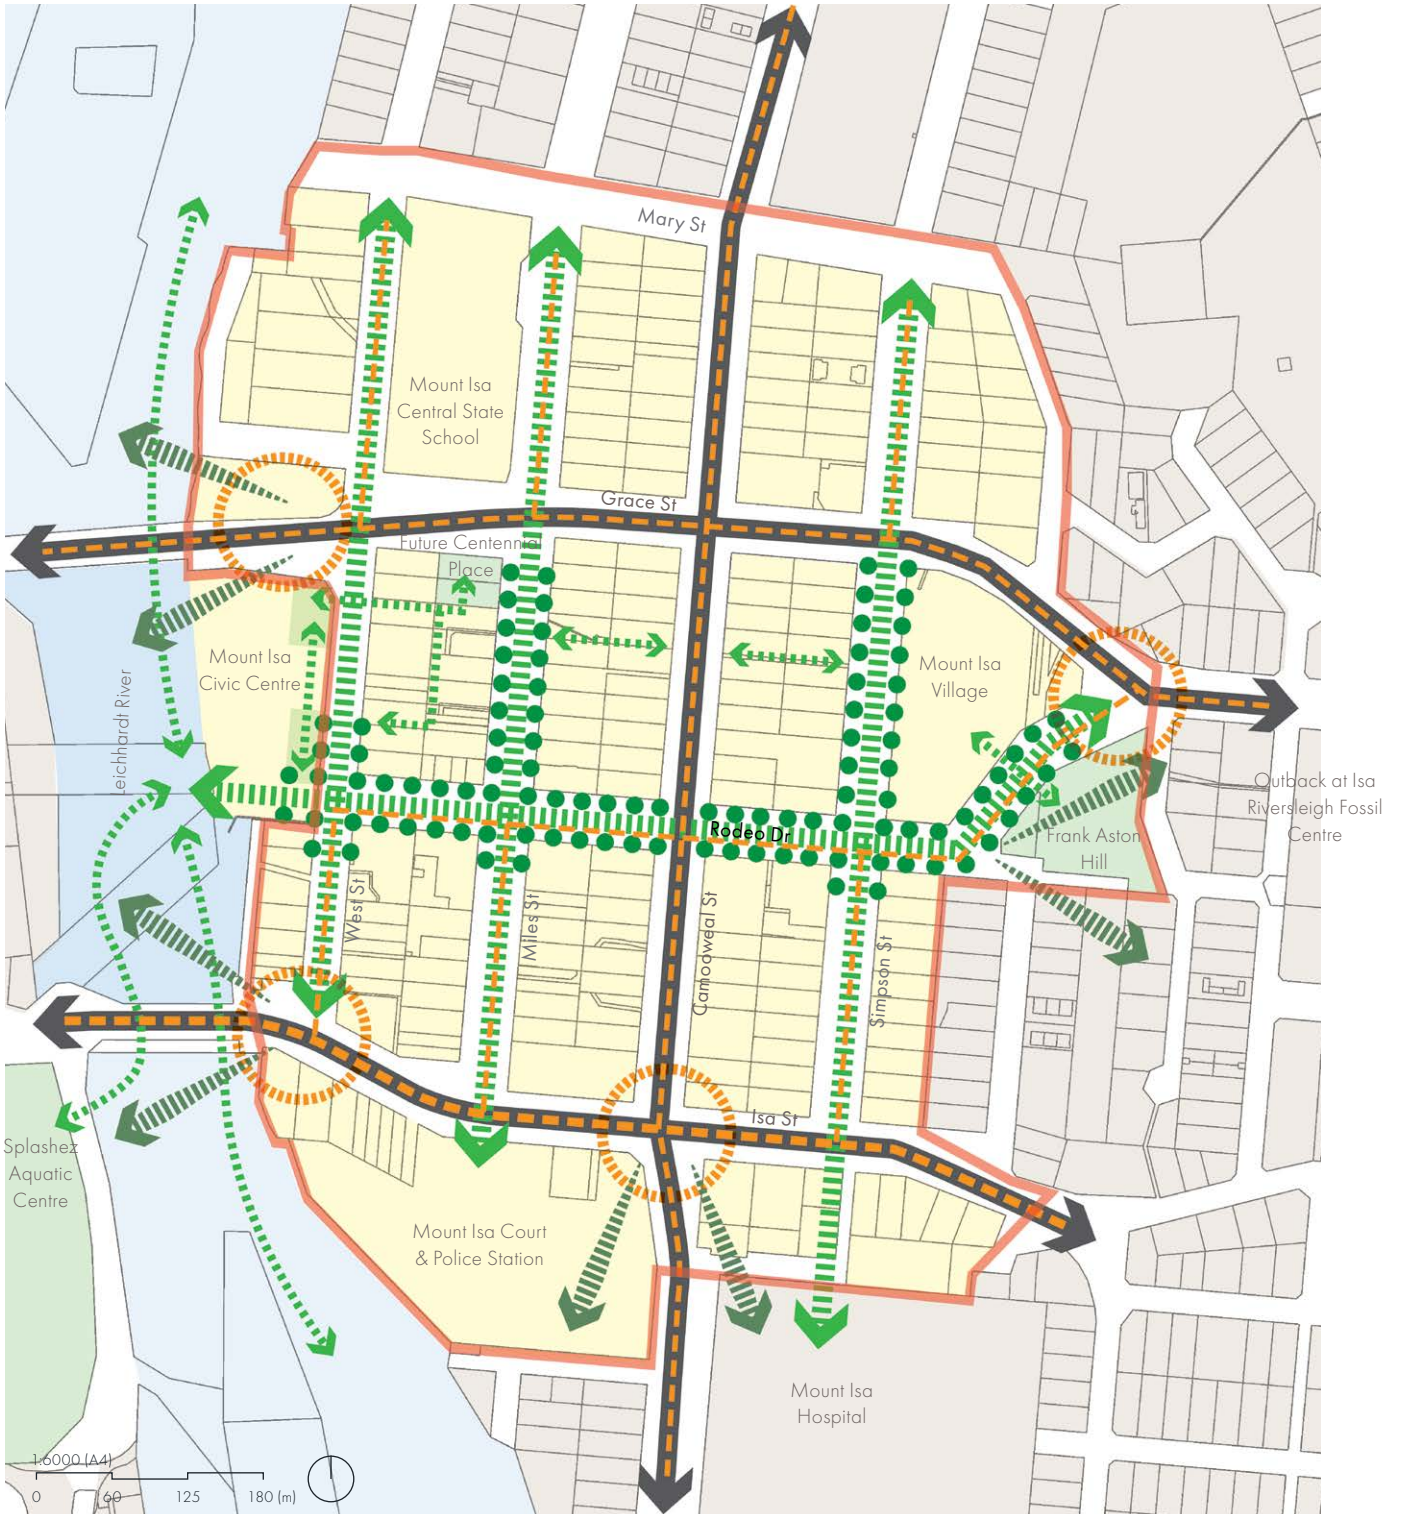 Mary St
Mount Isa
Central State
School
Grace St
Future Centennial
Place
Mount Isa
Civic Centre
Mount Isa
Village
Leichhardt River
Outback at Isa
Riversleigh Fossil
Centre
Rodeo Dr
Frank Aston
Hill
West St
Miles St
Camooweal St
Simpson St
Isa St
Splashez
Aquatic
Centre
Mount Isa Court
& Police Station
Mount Isa
Hospital
1:6000 (A4)
0 60 125 180 (m)